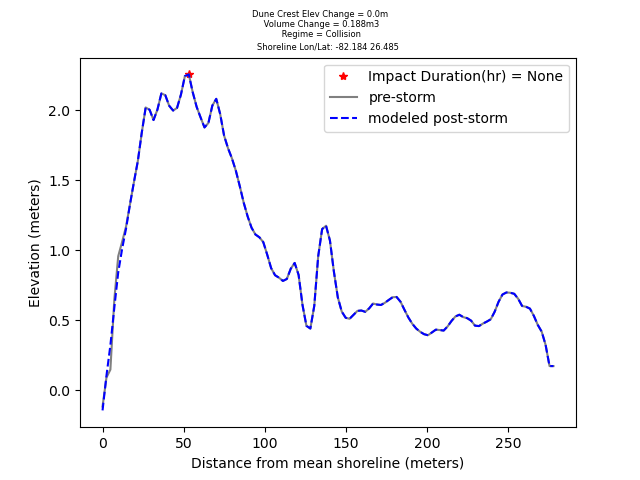 Dune Crest Elev Change = 0.0m
Volume Change = 0.188m3
Regime = Collision
Shoreline Lon/Lat: -82.184 26.485
Impact Duration(hr) = None
pre-storm
modeled post-storm
Elevation (meters)
2.0
1.5
1.0
0.5
0.0
0 50 100 150 200 250
Distance from mean shoreline (meters)